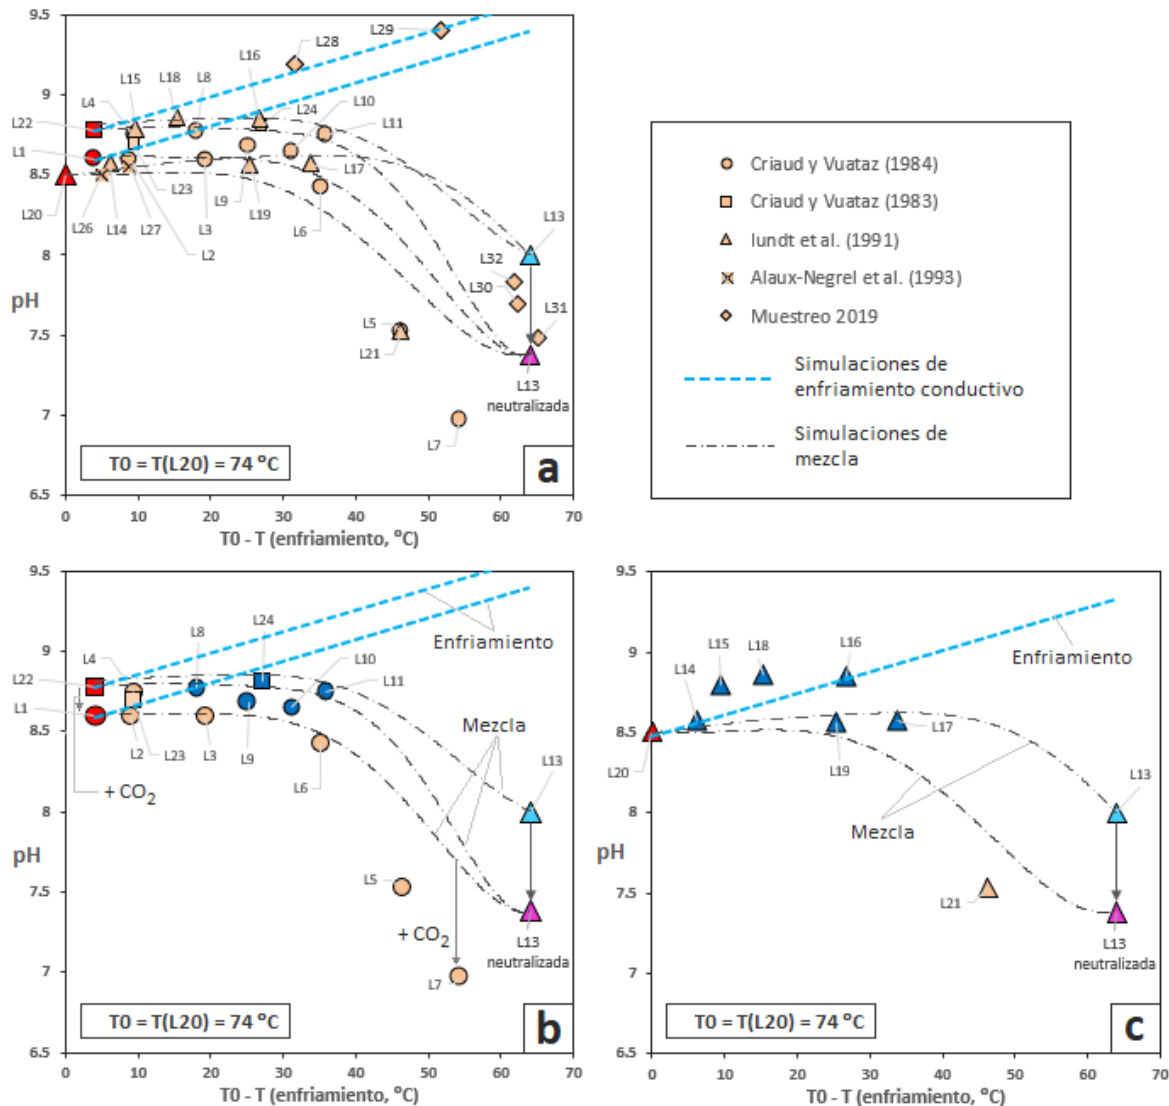 9.5
9
8.5
8
7.5
7
6.5
pH
0
10
20
30
40
50
60
70
T0 - T (enfriamiento, °C)
L29
L28
L16
L15
L18
L8
L4
L10
L24
L22
L11
L1
L20
L26
L14
L27
L23
L2
L3
L9
L19
L6
L17
L13
L32
L30
L31
L5
L21
L7
L13
neutralizada
T0 = T(L20) = 74 °C
a
Criaud y Vuataz (1984)
Criaud y Vuataz (1983)
Iundt et al. (1991)
Alaux-Negrel et al. (1993)
Muestreo 2019
Simulaciones de
enfriamiento conductivo
Simulaciones de
mezcla
9.5
9
8.5
8
7.5
7
6.5
pH
0
10
20
30
40
50
60
70
T0 - T (enfriamiento, °C)
Enfriamiento
L24
L8
L4
L10
L22
L11
L1
L2
L23
L3
L9
L6
Mezcla
L13
+ CO2
L5
+ CO2
L7
L13
neutralizada
T0 = T(L20) = 74 °C
b
9.5
9
8.5
8
7.5
7
6.5
pH
0
10
20
30
40
50
60
70
T0 - T (enfriamiento, °C)
L15
L18
L16
L14
Enfriamiento
L20
L19
L17
L13
Mezcla
L21
L13
neutralizada
T0 = T(L20) = 74 °C
c